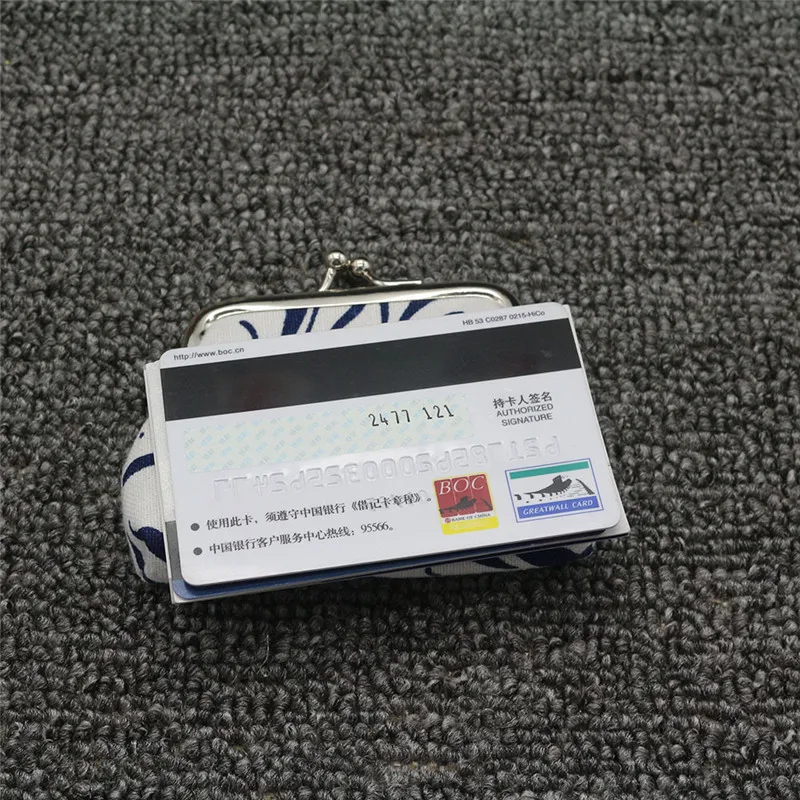 http://www.boc.cn
HB 53 C0287 0215-HiCo
2477 121
持卡人签名
AUTHORIZED
SIGNATURE
BOC
BANK OF CHINA
GREATWALL CARD
● 使用此卡，须遵守中国银行《借记卡章程》。
● 中国银行客户服务中心热线：95566。